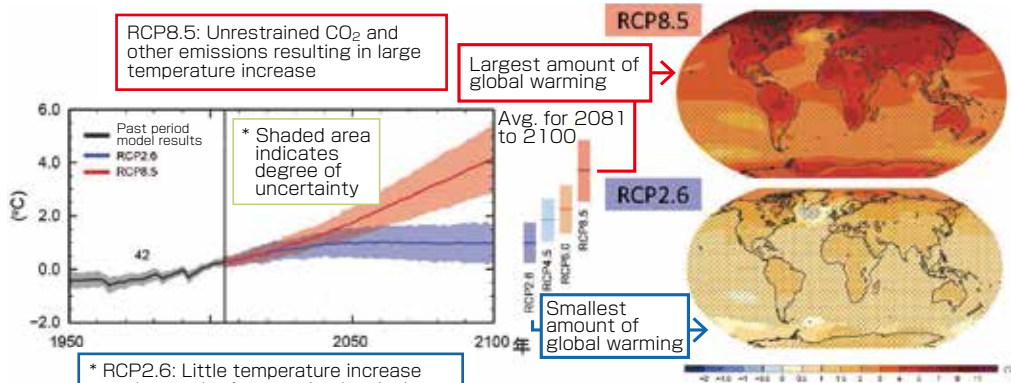 RCP8.5: Unrestrained CO₂ and
other emissions resulting in large
temperature increase
RCP8.5
Largest amount of
global warming
Avg. for 2081
to 2100
6.0
4.0
2.0
0.0
−2.0
(°C)
Past period
model results
RCP2.6
RCP8.5
* Shaded area
indicates
degree of
uncertainty
42
1950
2000
2050
2100 年
RCP2.6
RCP4.5
RCP6.0
RCP8.5
RCP2.6
Smallest
amount of
global warming
* RCP2.6: Little temperature increase